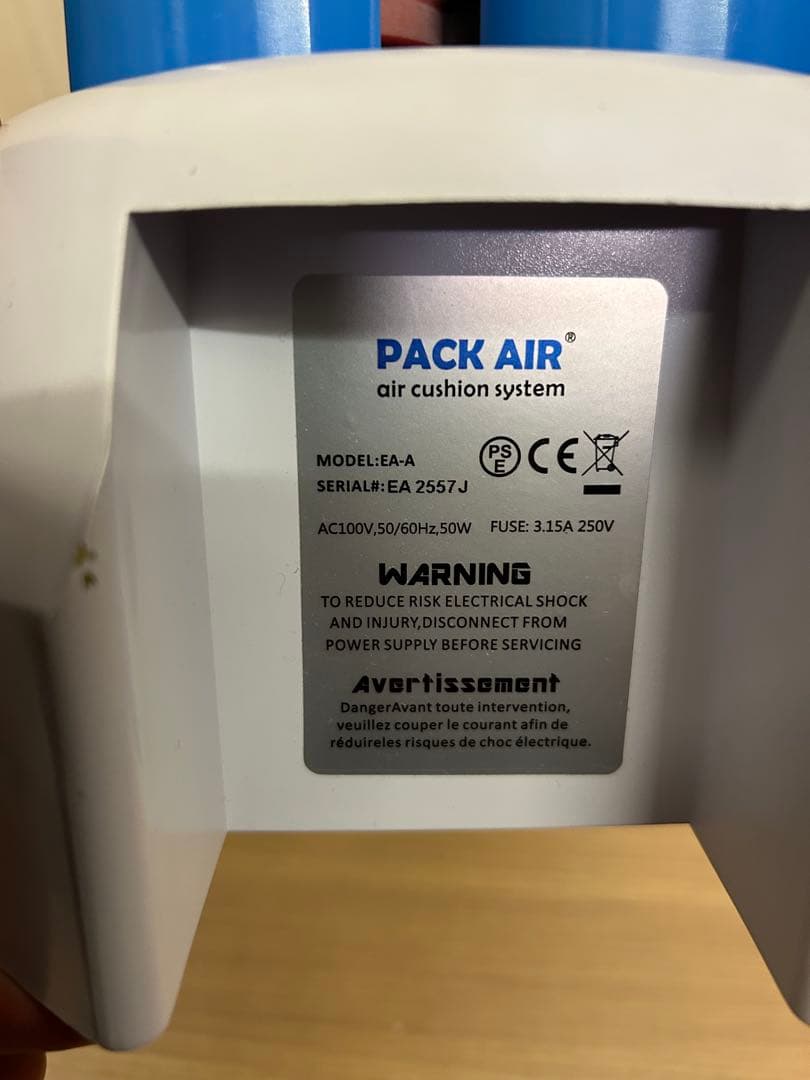 PACK AIR®
air cushion system
MODEL:EA-A
PS E CE
SERIAL#:EA 2557J
AC100V,50/60Hz,50W FUSE: 3.15A 250V
WARNING
TO REDUCE RISK ELECTRICAL SHOCK
AND INJURY,DISCONNECT FROM
POWER SUPPLY BEFORE SERVICING
Avertissement
DangerAvant toute intervention,
veuillez couper le courant afin de
réduireles risques de choc électrique.